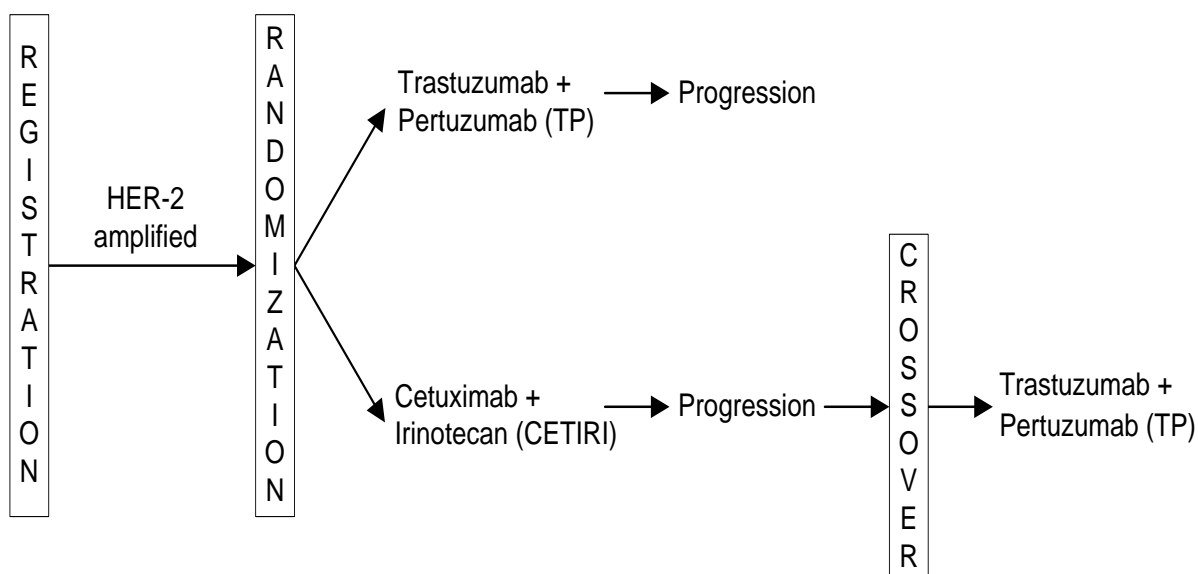 REGISTRATION
HER-2
amplified
RANDOMIZATION
Trastuzumab +
Pertuzumab (TP)
Progression
Cetuximab +
Irinotecan (CETIRI)
Progression
CROSSOVER
Trastuzumab +
Pertuzumab (TP)